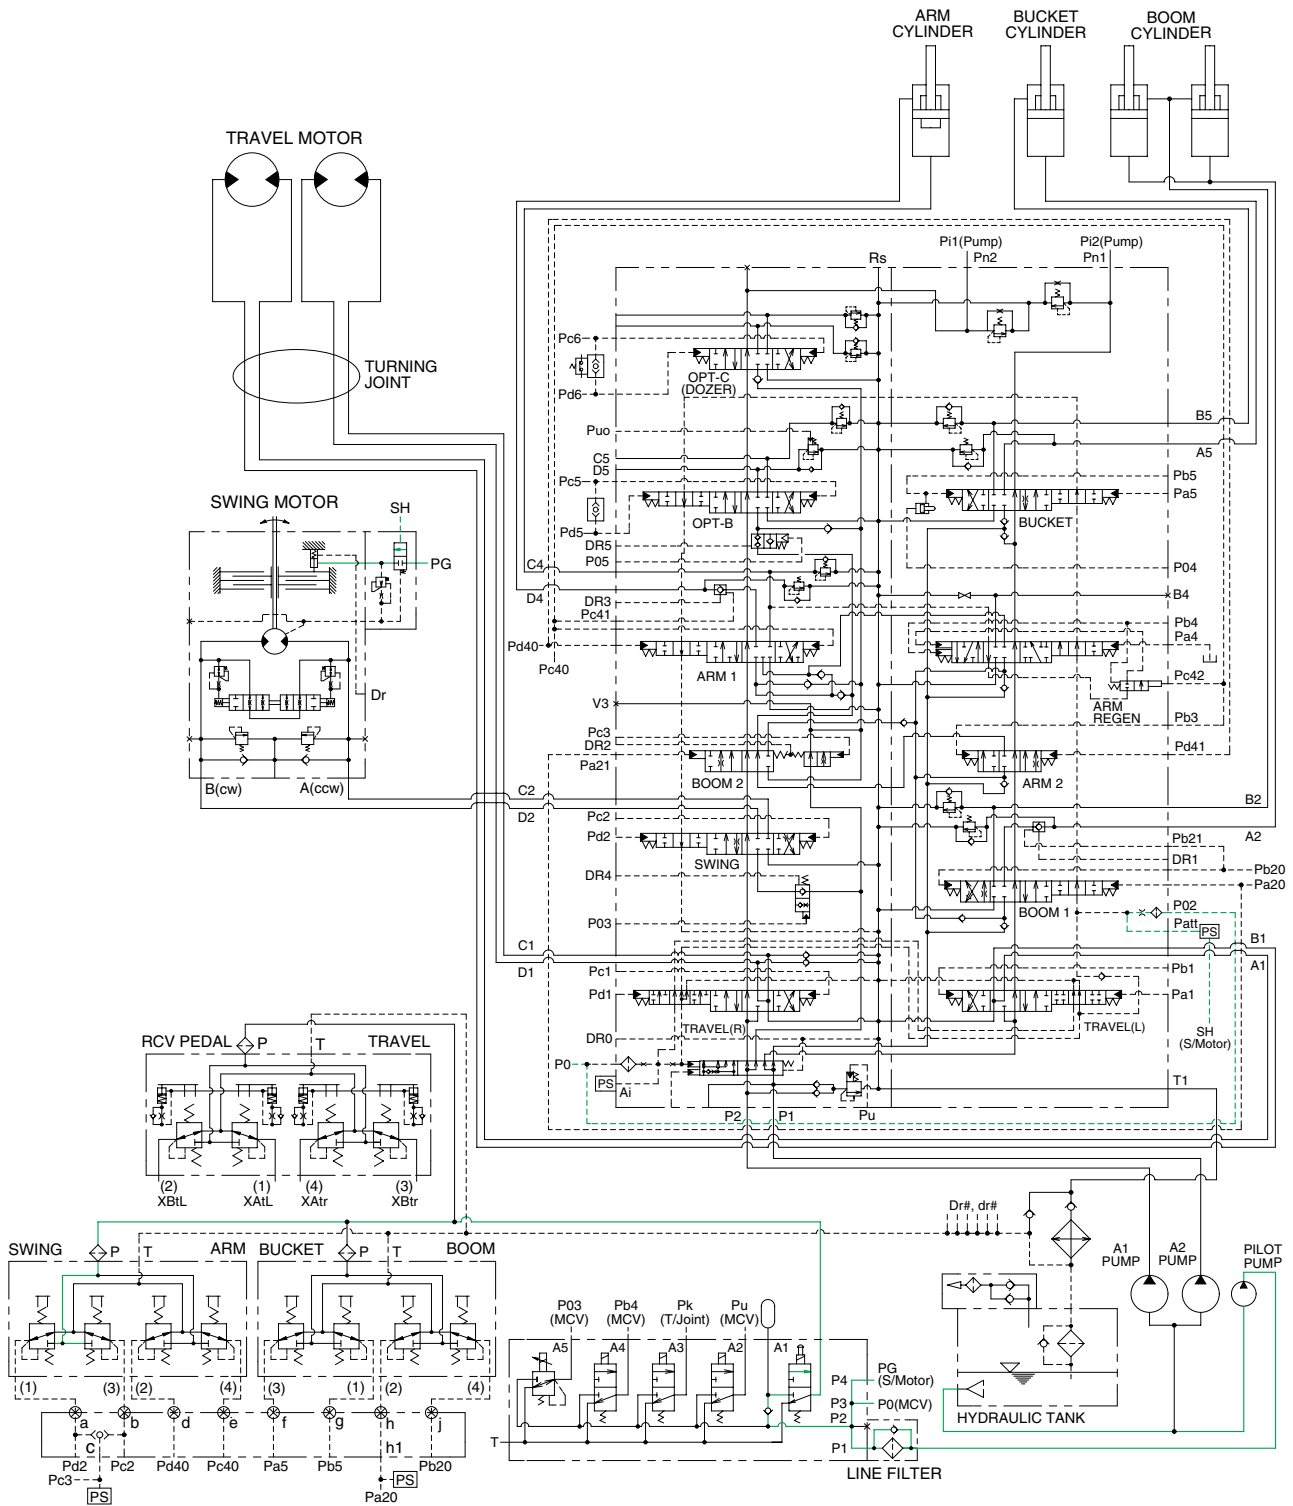 ARM
CYLINDER
BUCKET
CYLINDER
BOOM
CYLINDER
TRAVEL MOTOR
TURNING
JOINT
Pi1(Pump)
Pn2
Pi2(Pump)
Pn1
Rs
Pc6
OPT-C
(DOZER)
Pd6
B5
A5
Puo
C5
D5
Pc5
Pb5
Pa5
OPT-B
BUCKET
Pd5
DR5
P05
P04
SWING MOTOR
SH
PG
C4
D4
DR3
Pc41
B4
Pb4
Pa4
Pd40
Pc40
ARM 1
Pc42
ARM
REGEN
Dr
V3
Pb3
Pc3
DR2
Pa21
Pd41
BOOM 2
ARM 2
B(cw)
A(ccw)
C2
D2
B2
A2
Pc2
Pd2
SWING
Pb21
DR1
Pb20
Pa20
DR4
BOOM 1
P02
P03
Patt
PS
C1
D1
B1
A1
Pc1
Pd1
Pb1
Pa1
TRAVEL(R)
TRAVEL(L)
SH
(S/Motor)
DR0
P0
PS
Ai
T1
P2
P1
Pu
RCV PEDAL
P
T
TRAVEL
(2)
XBtL
(1)
XAtL
(4)
XAtr
(3)
XBtr
Dr#, dr#
A1
PUMP
A2
PUMP
PILOT
PUMP
HYDRAULIC TANK
SWING
P
T
ARM
BUCKET
P
T
BOOM
(1)
(3)
(2)
(4)
(3)
(1)
(2)
(4)
a
b
d
e
f
g
h
j
c
h1
Pd2
Pc2
Pd40
Pc40
Pa5
Pb5
Pb20
Pc3
PS
PS
Pa20
P03
(MCV)
Pb4
(MCV)
Pk
(T/Joint)
Pu
(MCV)
A5
A4
A3
A2
A1
T
P4
PG
(S/Motor)
P3
P0(MCV)
P2
P1
LINE FILTER